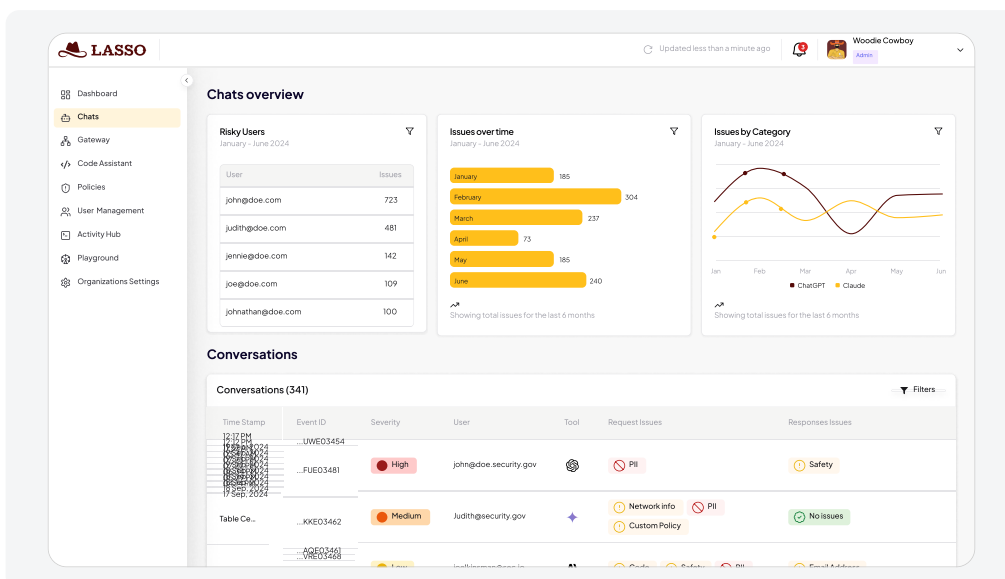 LASSO
Updated less than a minute ago
3
Woodie Cowboy
Admin
Dashboard
Chats
Gateway
Code Assistant
Policies
User Management
Activity Hub
Playground
Organizations Settings
Chats overview
Risky Users
January - June 2024
User Issues
john@doe.com 723
judith@doe.com 481
jennie@doe.com 142
joe@doe.com 109
johnathan@doe.com 100
Issues over time
January - June 2024
January 185
February 304
March 237
April 73
May 185
June 240
Showing total issues for the last 6 months
Issues by Category
January - June 2024
Jan Feb Mar Apr May Jun
ChatGPT Claude
Showing total issues for the last 6 months
Conversations
Conversations (341)
Filters
Time Stamp Event ID Severity User Tool Request Issues Responses Issues
12:17 PM
...UWE03454
...FUE03481 High john@doe.security.gov PII Safety
18 Sep, 2024
17 Sep, 2024
Table Ce... ...KKE03462 Medium Judith@security.gov Network info PII No issues
Custom Policy
...VRE03468